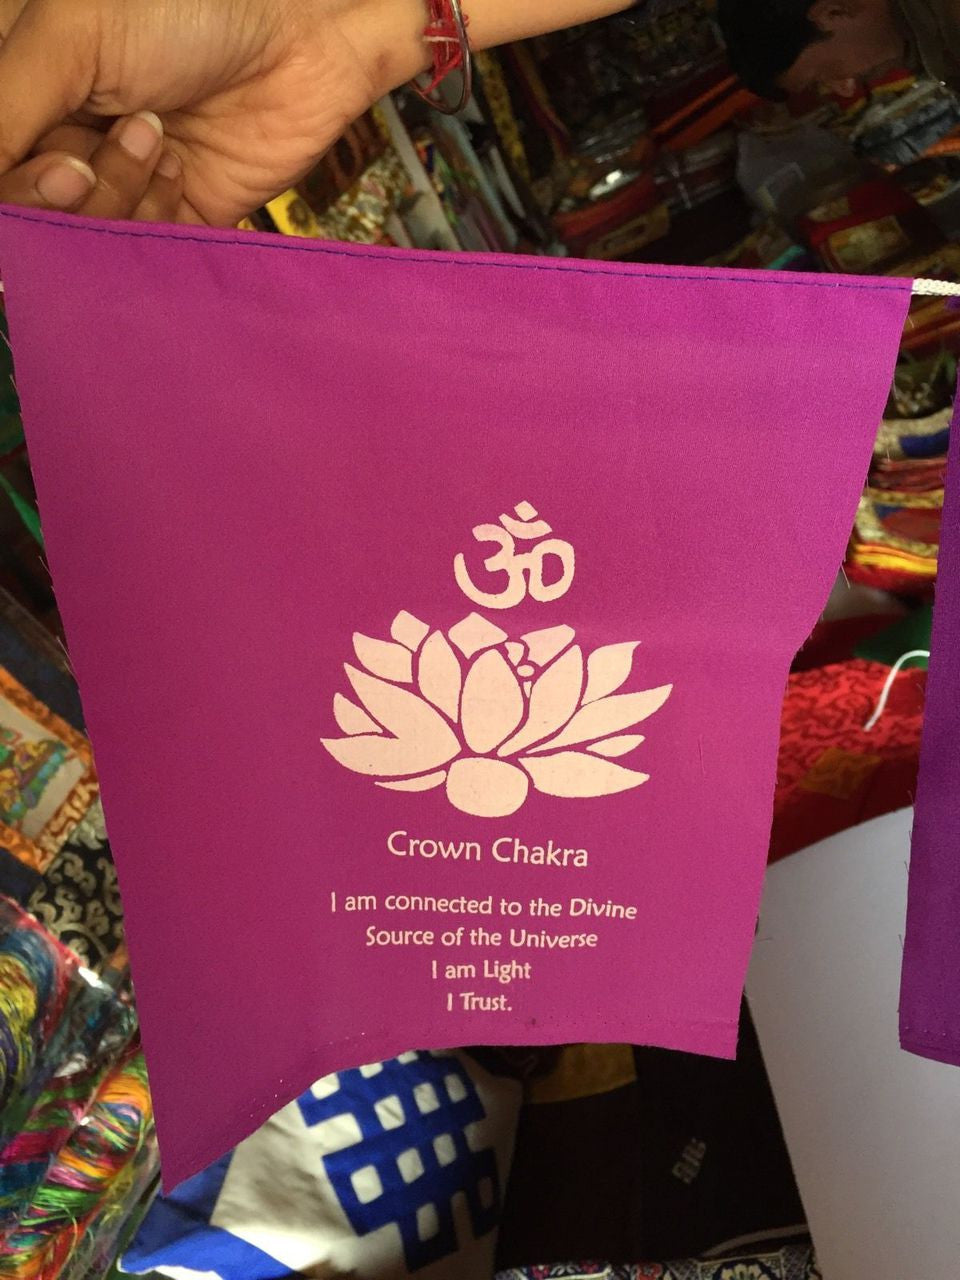 ॐ
Crown Chakra
I am connected to the Divine
Source of the Universe
I am Light
I Trust.